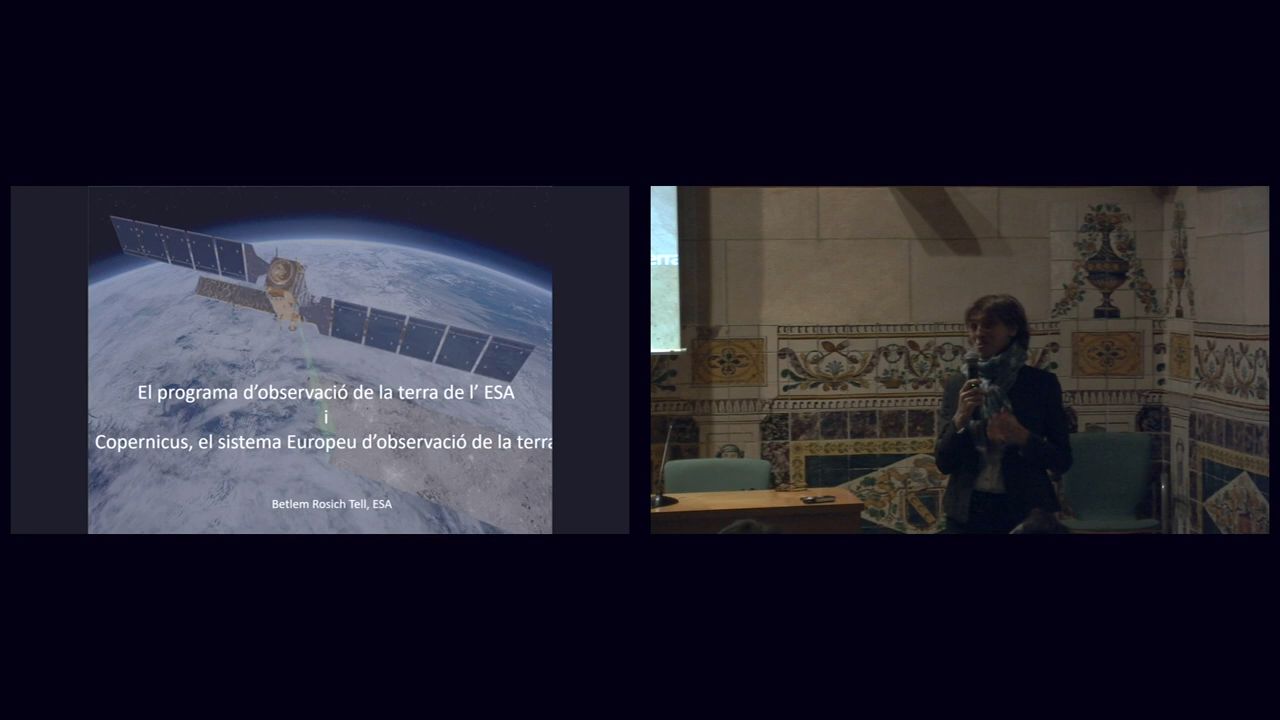 El programa d’observació de la terra de l’ ESA
i
Copernicus, el sistema Europeu d’observació de la terra
Betlem Rosich Tell, ESA
erra